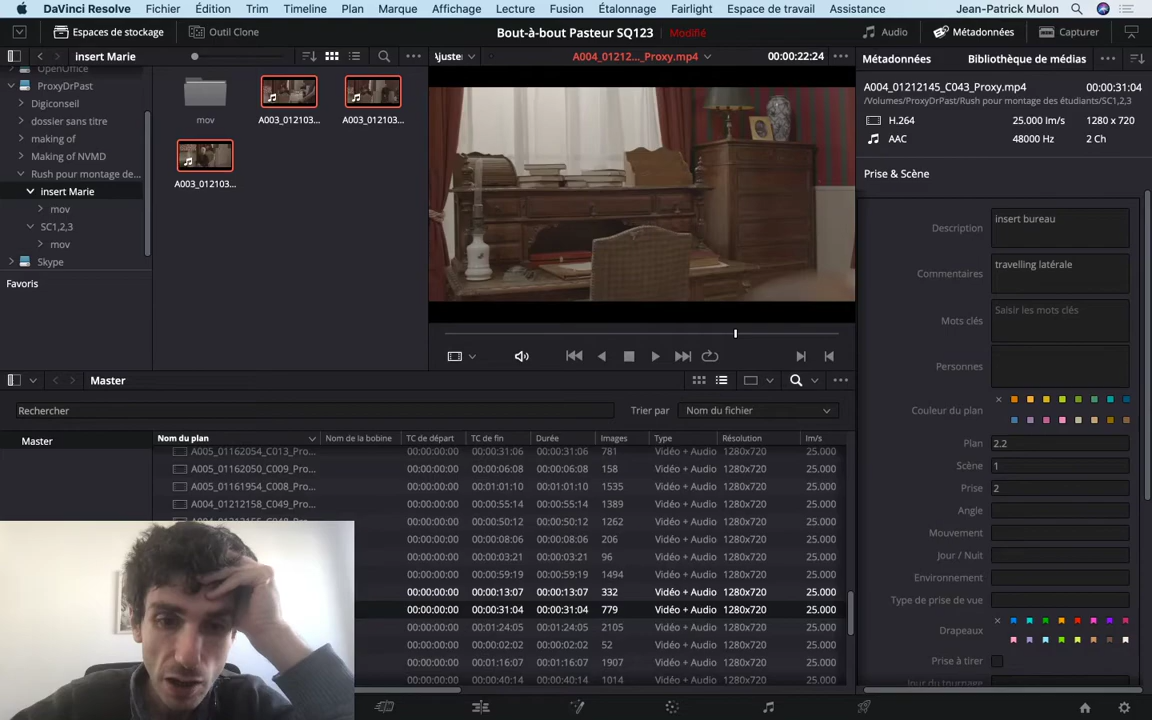 DaVinci Resolve Fichier Édition Trim Timeline Plan Marque Affichage Lecture Fusion Étalonnage Fairlight Espace de travail Assistance Jean-Patrick Mulon
Espaces de stockage Outil Clone Bout-à-bout Pasteur SQ123 Modifié Audio Métadonnées Capturer
insert Marie Ajuste A004_01212..._Proxy.mp4 00:00:22:24 Métadonnées Bibliothèque de médias
OpenOffice
ProxyDrPast
Digiconseil
dossier sans titre
making of
Making of NVMD
Rush pour montage de...
insert Marie
mov
SC1,2,3
mov
Skype
Favoris
mov A003_012103... A003_012103...
A003_012103...
A004_01212145_C043_Proxy.mp4 00:00:31:04
/Volumes/ProxyDrPast/Rush pour montage des étudiants/SC1,2,3
H.264 25.000 Im/s 1280 x 720
AAC 48000 Hz 2 Ch
Prise & Scène
Description insert bureau
Commentaires travelling latérale
Mots clés Saisir les mots clés
Personnes
Couleur du plan
Plan 2.2
Scène 1
Prise 2
Angle
Mouvement
Jour / Nuit
Environnement
Type de prise de vue
Drapeaux
Prise à tirer
Jour du tournage
Master
Rechercher Trier par Nom du fichier
Master
Nom du plan Nom de la bobine TC de départ TC de fin Durée Images Type Résolution Im/s
A005_01162054_C013_Pro... 00:00:00:00 00:00:31:06 00:00:31:06 781 Vidéo + Audio 1280x720 25.000
A005_01162050_C009_Pro... 00:00:00:00 00:00:06:08 00:00:06:08 158 Vidéo + Audio 1280x720 25.000
A005_01161954_C008_Pro... 00:00:00:00 00:01:01:10 00:01:01:10 1535 Vidéo + Audio 1280x720 25.000
A004_01212158_C049_Pro... 00:00:00:00 00:00:55:14 00:00:55:14 1389 Vidéo + Audio 1280x720 25.000
00:00:00:00 00:00:50:12 00:00:50:12 1262 Vidéo + Audio 1280x720 25.000
00:00:00:00 00:00:08:06 00:00:08:06 206 Vidéo + Audio 1280x720 25.000
00:00:00:00 00:00:03:21 00:00:03:21 96 Vidéo + Audio 1280x720 25.000
00:00:00:00 00:00:59:19 00:00:59:19 1494 Vidéo + Audio 1280x720 25.000
00:00:00:00 00:00:13:07 00:00:13:07 332 Vidéo + Audio 1280x720 25.000
00:00:00:00 00:00:31:04 00:00:31:04 779 Vidéo + Audio 1280x720 25.000
00:00:00:00 00:01:24:05 00:01:24:05 2105 Vidéo + Audio 1280x720 25.000
00:00:00:00 00:00:02:02 00:00:02:02 52 Vidéo + Audio 1280x720 25.000
00:00:00:00 00:01:16:07 00:01:16:07 1907 Vidéo + Audio 1280x720 25.000
00:00:00:00 00:00:40:14 00:00:40:14 1014 Vidéo + Audio 1280x720 25.000